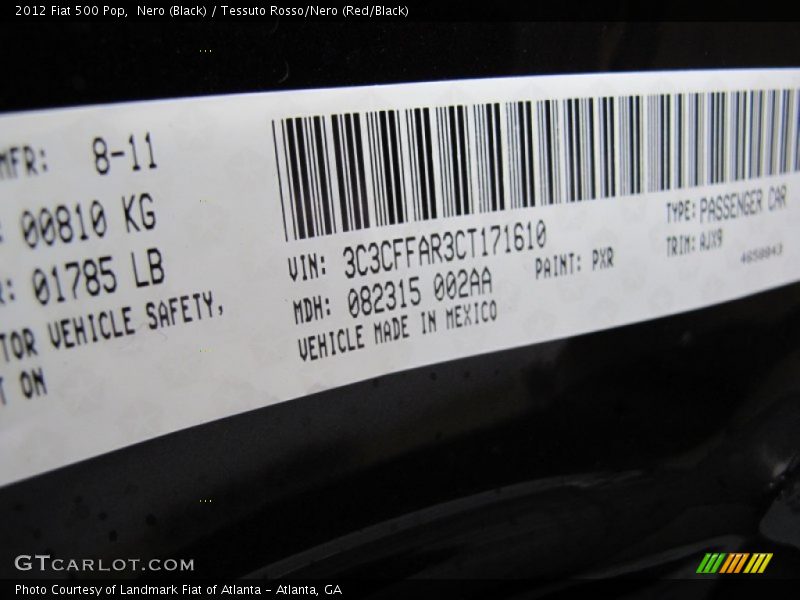 2012 Fiat 500 Pop,  Nero (Black) / Tessuto Rosso/Nero (Red/Black)
MFR: 8-11
00810 KG
R: 01785 LB
TOR VEHICLE SAFETY,
T ON
VIN: 3C3CFFAR3CT171610
MDH: 082315 002AA
VEHICLE MADE IN MEXICO
PAINT: PXR
TYPE: PASSENGER CAR
TRIM: AJX9
4658043
GTCARLOT.COM
Photo Courtesy of Landmark Fiat of Atlanta - Atlanta, GA